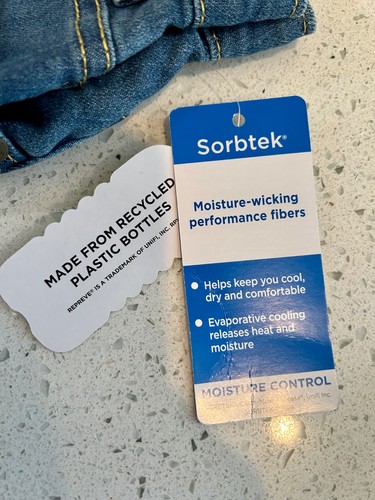 Sorbtek®
Moisture-wicking
performance fibers
Helps keep you cool,
dry and comfortable
Evaporative cooling
releases heat and
moisture
MOISTURE CONTROL
MADE FROM RECYCLED
PLASTIC BOTTLES
REPREVE® IS A TRADEMARK OF UNIFI, INC.